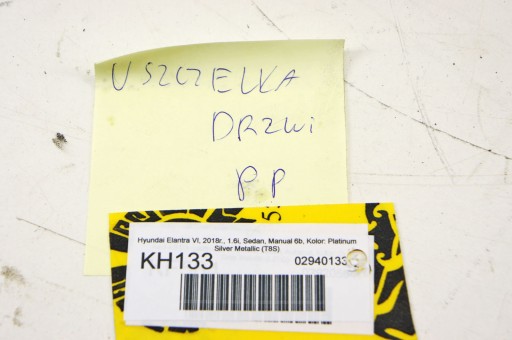 USZCZELKA
DRZWI
PP
Hyundai Elantra VI, 2018r., 1.6i, Sedan, Manual 6b, Kolor: Platinum
Silver Metallic (T8S)
KH133
02940133